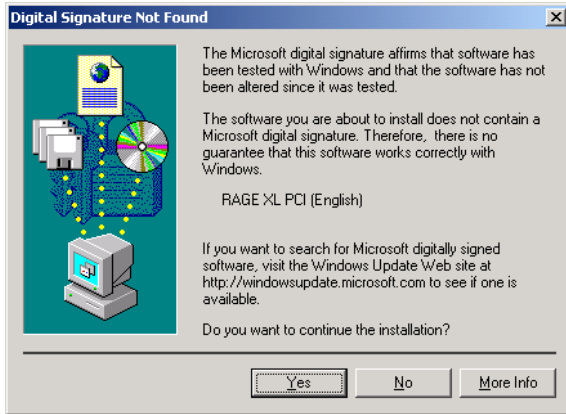 Digital Signature Not Found
The Microsoft digital signature affirms that software has
been tested with Windows and that the software has not
been altered since it was tested.
The software you are about to install does not contain a
Microsoft digital signature. Therefore, there is no
guarantee that this software works correctly with
Windows.
RAGE XL PCI (English)
If you want to search for Microsoft digitally signed
software, visit the Windows Update Web site at
http://windowsupdate.microsoft.com to see if one is
available.
Do you want to continue the installation?
Yes No More Info